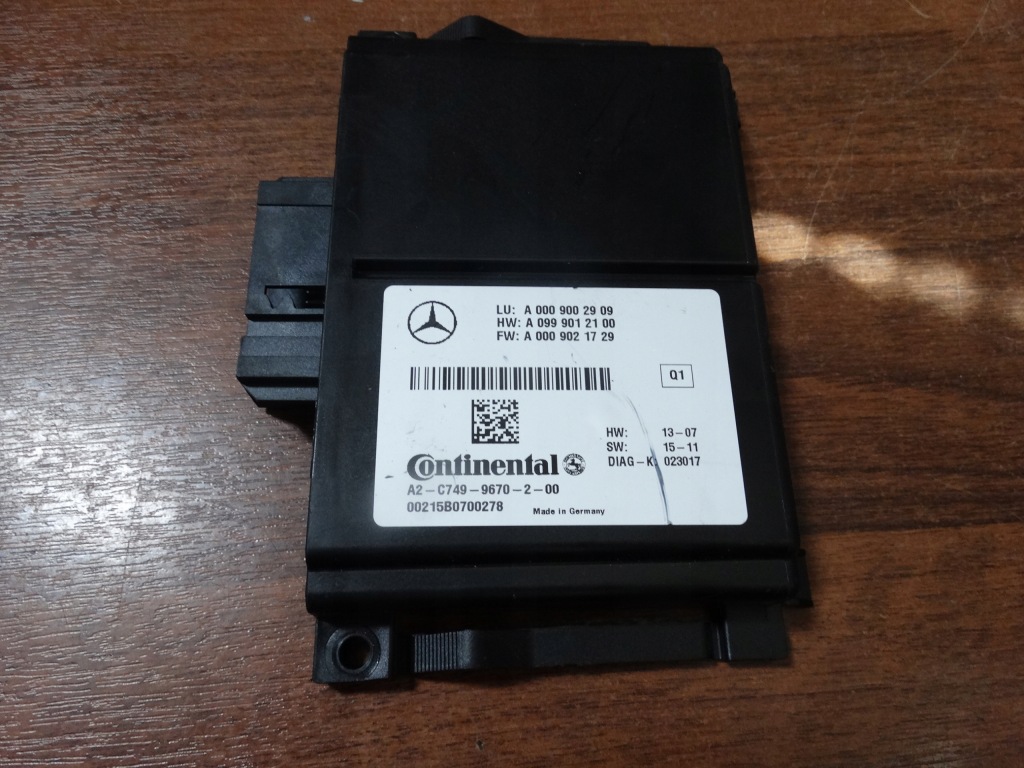 LU: A 000 900 29 09
HW: A 099 901 21 00
FW: A 000 902 17 29
Q1
HW: 13-07
SW: 15-11
DIAG-K: 023017
Continental
A2-C749-9670-2-00
00215B0700278
Made in Germany